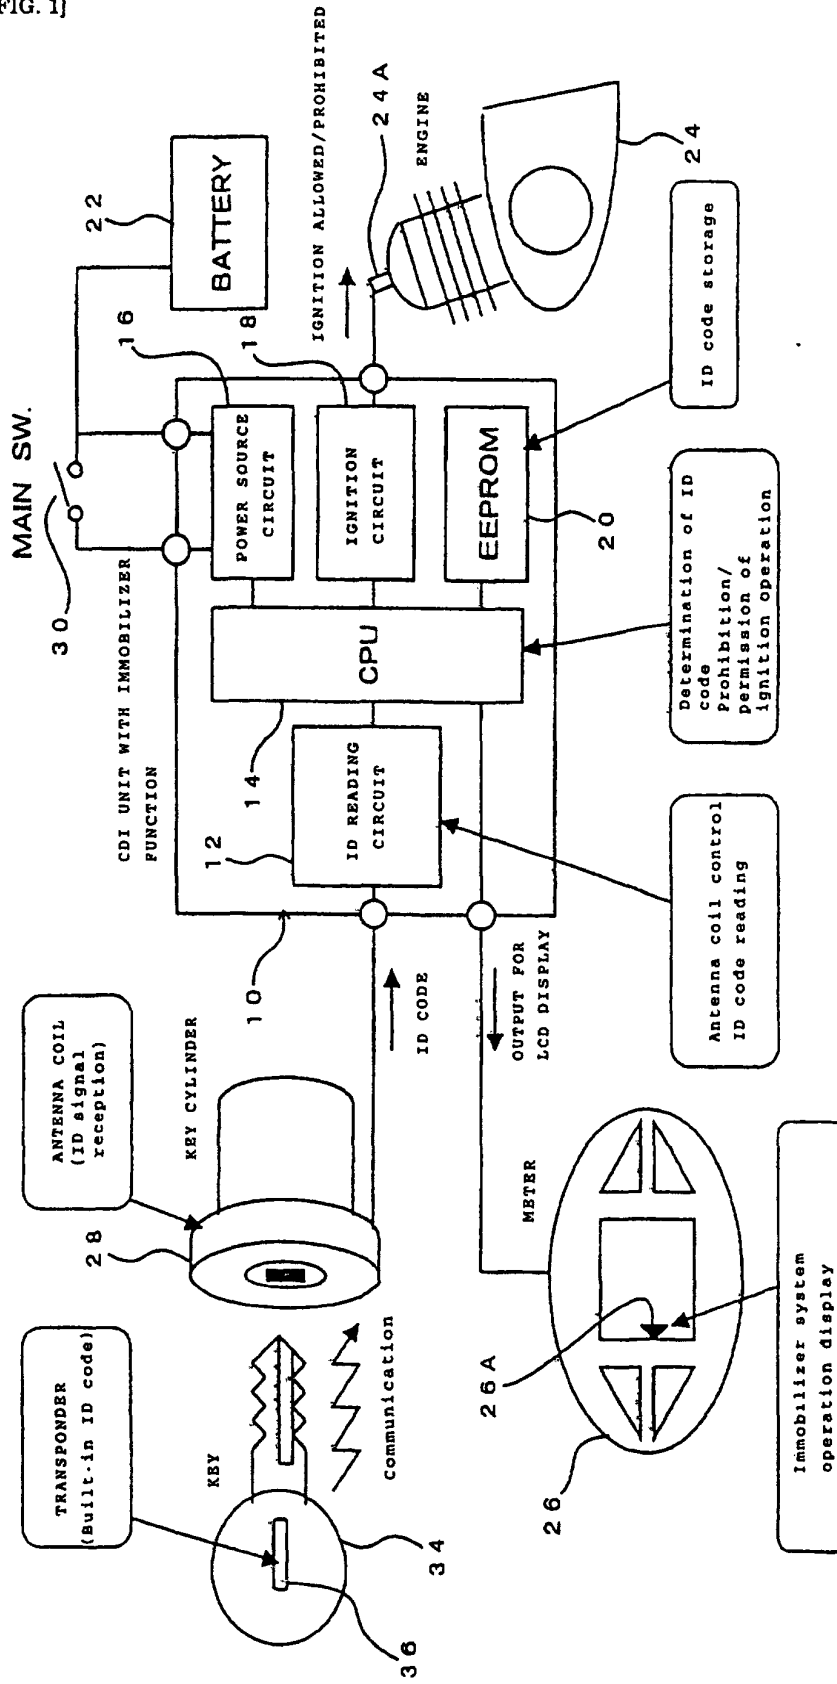 FIG. 1]
TRANSPONDER
(Built-in ID code)
ANTENNA COIL
(ID signal
reception)
MAIN SW.
30
22
BATTERY
KEY
34
36
Communication
28
KEY CYLINDER
ID CODE
10
CDI UNIT WITH IMMOBILIZER
FUNCTION
12
ID READING
CIRCUIT
14
CPU
16
POWER SOURCE
CIRCUIT
18
IGNITION
CIRCUIT
EEPROM
20
IGNITION ALLOWED/PROHIBITED
24A
ENGINE
24
OUTPUT FOR
LCD DISPLAY
METER
26A
26
Immobilizer system
operation display
Antenna coil control
ID code reading
Determination of ID
code
Prohibition/
permission of
ignition operation
ID code storage